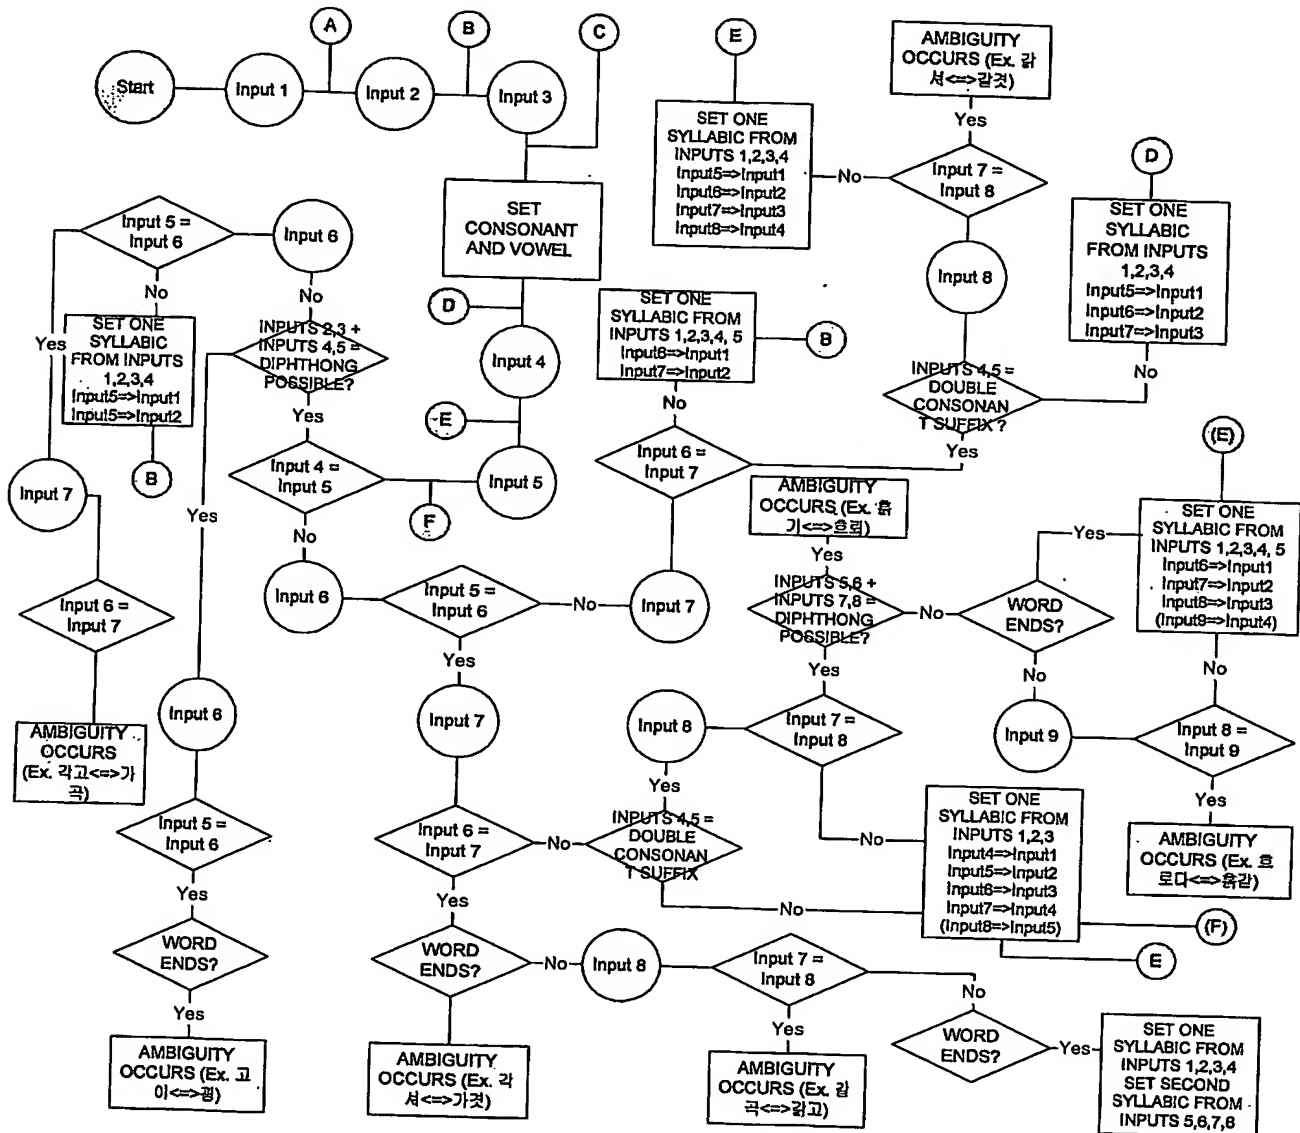 A
B
C
Start
Input 1
Input 2
Input 3
SET
CONSONANT
AND VOWEL
D
Input 4
E
Input 5
F
Input 4 =
Input 5
Yes
No
INPUTS 2,3 +
INPUTS 4,5 =
DIPHTHONG
POSSIBLE?
No
Yes
Input 6
Input 5 =
Input 6
No
Yes
SET ONE
SYLLABIC
FROM INPUTS
1,2,3,4
Input5=>Input1
Input5=>Input2
B
Input 7
Input 6 =
Input 7
AMBIGUITY
OCCURS
(Ex. 각고<=>가
곡)
Input 6
Input 5 =
Input 6
Yes
WORD
ENDS?
Yes
AMBIGUITY
OCCURS (Ex. 고
Input 6
Input 5 =
Input 6
No
Yes
Input 7
Input 6 =
Input 7
No
Yes
WORD
ENDS?
No
AMBIGUITY
OCCURS (Ex. 각
셔<=>가겻)
Input 8
Input 7 =
Input 8
Yes
No
AMBIGUITY
OCCURS (Ex. 갈
곡<=>갉고)
WORD
ENDS?
Yes
SET ONE
SYLLABIC FROM
INPUTS 1,2,3,4
SET SECOND
SYLLABIC FROM
INPUTS 5,6,7,8
INPUTS 4,5 =
DOUBLE
CONSONAN
T SUFFIX
Yes
No
Input 8
Input 7 =
Input 8
Yes
No
SET ONE
SYLLABIC FROM
INPUTS 1,2,3
Input4=>Input1
Input5=>Input2
Input6=>Input3
Input7=>Input4
(Input8=>Input5)
(F)
E
INPUTS 5,6 +
INPUTS 7,8 =
DIPHTHONG
POSSIBLE?
Yes
No
AMBIGUITY
OCCURS (Ex. 흙
기<=>흐뢰)
WORD
ENDS?
Yes
No
Input 9
Input 8 =
Input 9
No
Yes
AMBIGUITY
OCCURS (Ex. 흐
(E)
SET ONE
SYLLABIC FROM
INPUTS 1,2,3,4, 5
Input6=>Input1
Input7=>Input2
Input8=>Input3
(Input9=>Input4)
Input 7
Input 6 =
Input 7
No
SET ONE
SYLLABIC FROM
INPUTS 1,2,3,4, 5
Input6=>Input1
Input7=>Input2
B
Yes
INPUTS 4,5 =
DOUBLE
CONSONAN
T SUFFIX ?
No
SET ONE
SYLLABIC
FROM INPUTS
1,2,3,4
Input5=>Input1
Input6=>Input2
Input7=>Input3
D
Input 8
Input 7 =
Input 8
No
Yes
SET ONE
SYLLABIC FROM
INPUTS 1,2,3,4
Input5=>Input1
Input6=>Input2
Input7=>Input3
Input8=>Input4
E
AMBIGUITY
OCCURS (Ex. 갉
셔<=>갈겻)